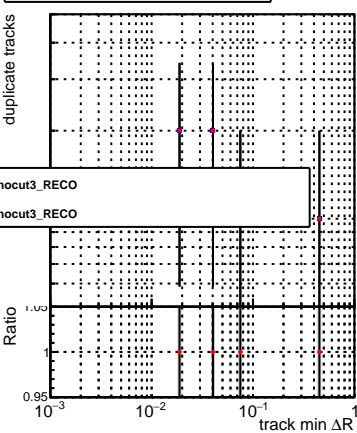 duplicate tracks
nocut3_RECO
nocut3_RECO
Ratio
1.05
1
0.95
10⁻³ 10⁻² 10⁻¹ 1
track min ΔR